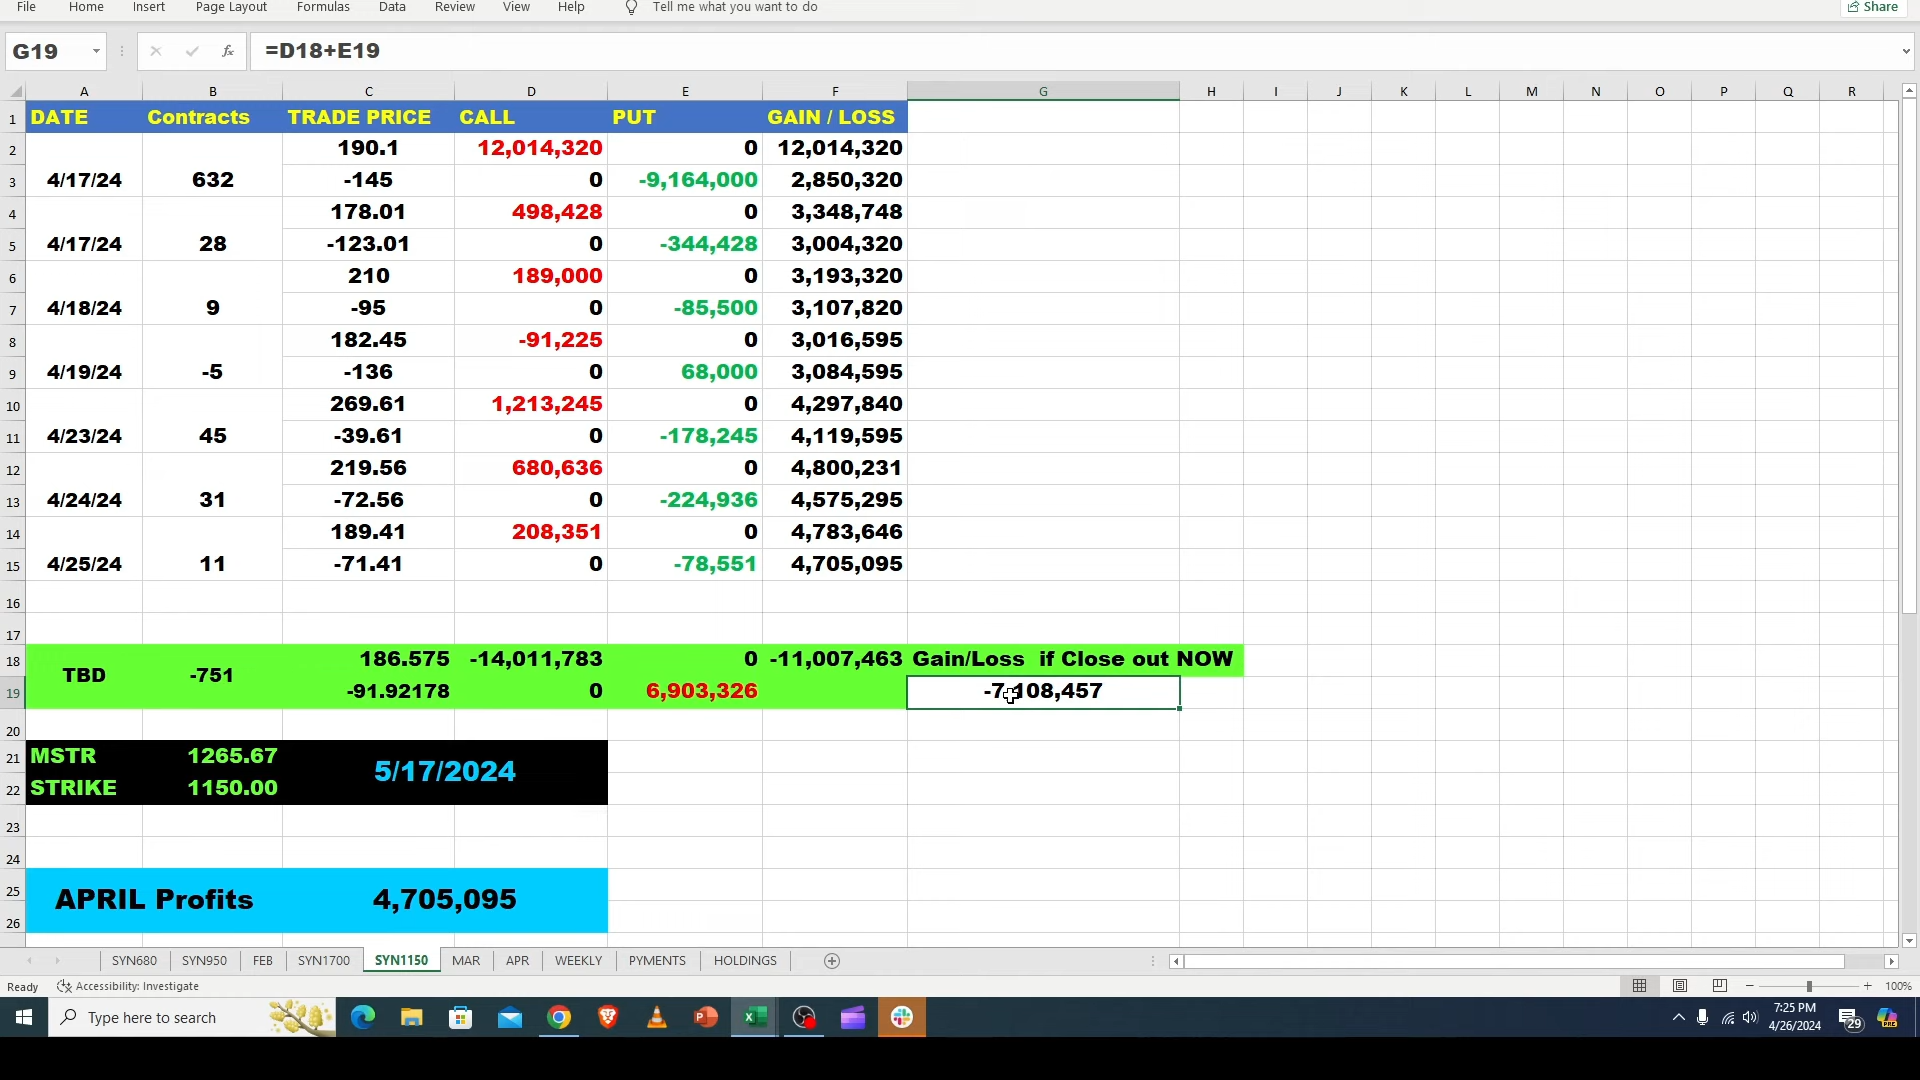 File Home Insert Page Layout Formulas Data Review View Help Tell me what you want to do Share
G19 fx =D18+E19
A B C D E F G H I J K L M N O P Q R
1 DATE Contracts TRADE PRICE CALL PUT GAIN / LOSS
2 190.1 12,014,320 0 12,014,320
3 4/17/24 632 -145 0 -9,164,000 2,850,320
4 178.01 498,428 0 3,348,748
5 4/17/24 28 -123.01 0 -344,428 3,004,320
6 210 189,000 0 3,193,320
7 4/18/24 9 -95 0 -85,500 3,107,820
8 182.45 -91,225 0 3,016,595
9 4/19/24 -5 -136 0 68,000 3,084,595
10 269.61 1,213,245 0 4,297,840
11 4/23/24 45 -39.61 0 -178,245 4,119,595
12 219.56 680,636 0 4,800,231
13 4/24/24 31 -72.56 0 -224,936 4,575,295
14 189.41 208,351 0 4,783,646
15 4/25/24 11 -71.41 0 -78,551 4,705,095
16
17
18 TBD -751 186.575 -14,011,783 0 -11,007,463 Gain/Loss if Close out NOW
19 -91.92178 0 6,903,326 -7,108,457
20
21 MSTR 1265.67 5/17/2024
22 STRIKE 1150.00
23
24
25 APRIL Profits 4,705,095
26
SYN680 SYN950 FEB SYN1700 SYN1150 MAR APR WEEKLY PYMENTS HOLDINGS
Ready Accessibility: Investigate 100%
Type here to search 7:25 PM
4/26/2024 29